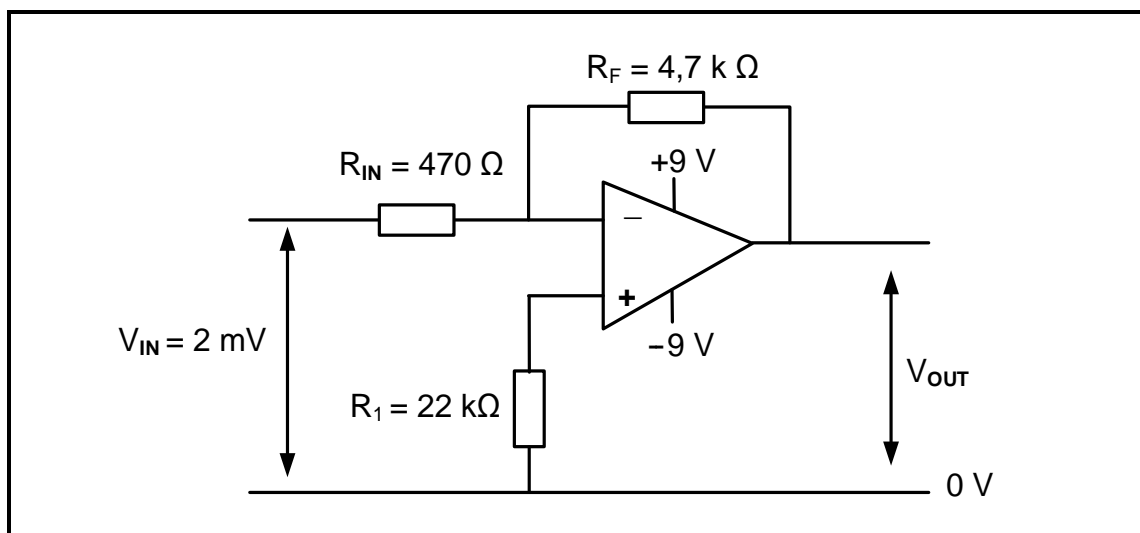 R_F = 4,7 k Ω
R_IN = 470 Ω
+9 V
−
+
V_IN = 2 mV
−9 V
V_OUT
R_1 = 22 kΩ
0 V